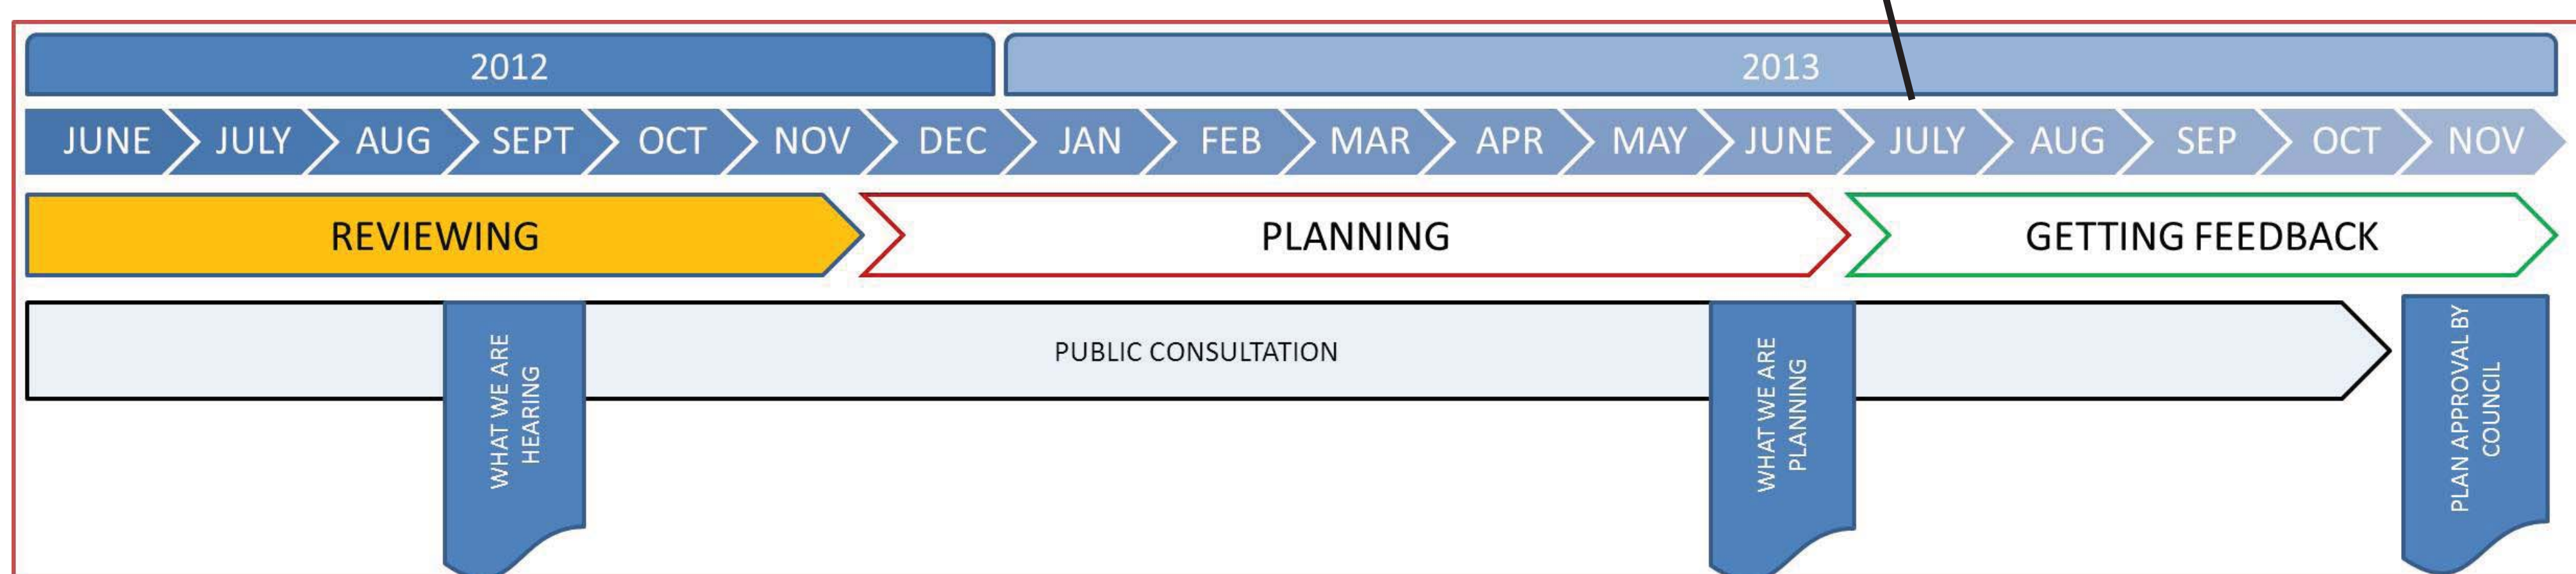 2012 2013
JUNE JULY AUG SEPT OCT NOV DEC JAN FEB MAR APR MAY JUNE JULY AUG SEP OCT NOV
REVIEWING PLANNING GETTING FEEDBACK
PUBLIC CONSULTATION
WHAT WE ARE
HEARING
WHAT WE ARE
PLANNING
PLAN APPROVAL BY
COUNCIL